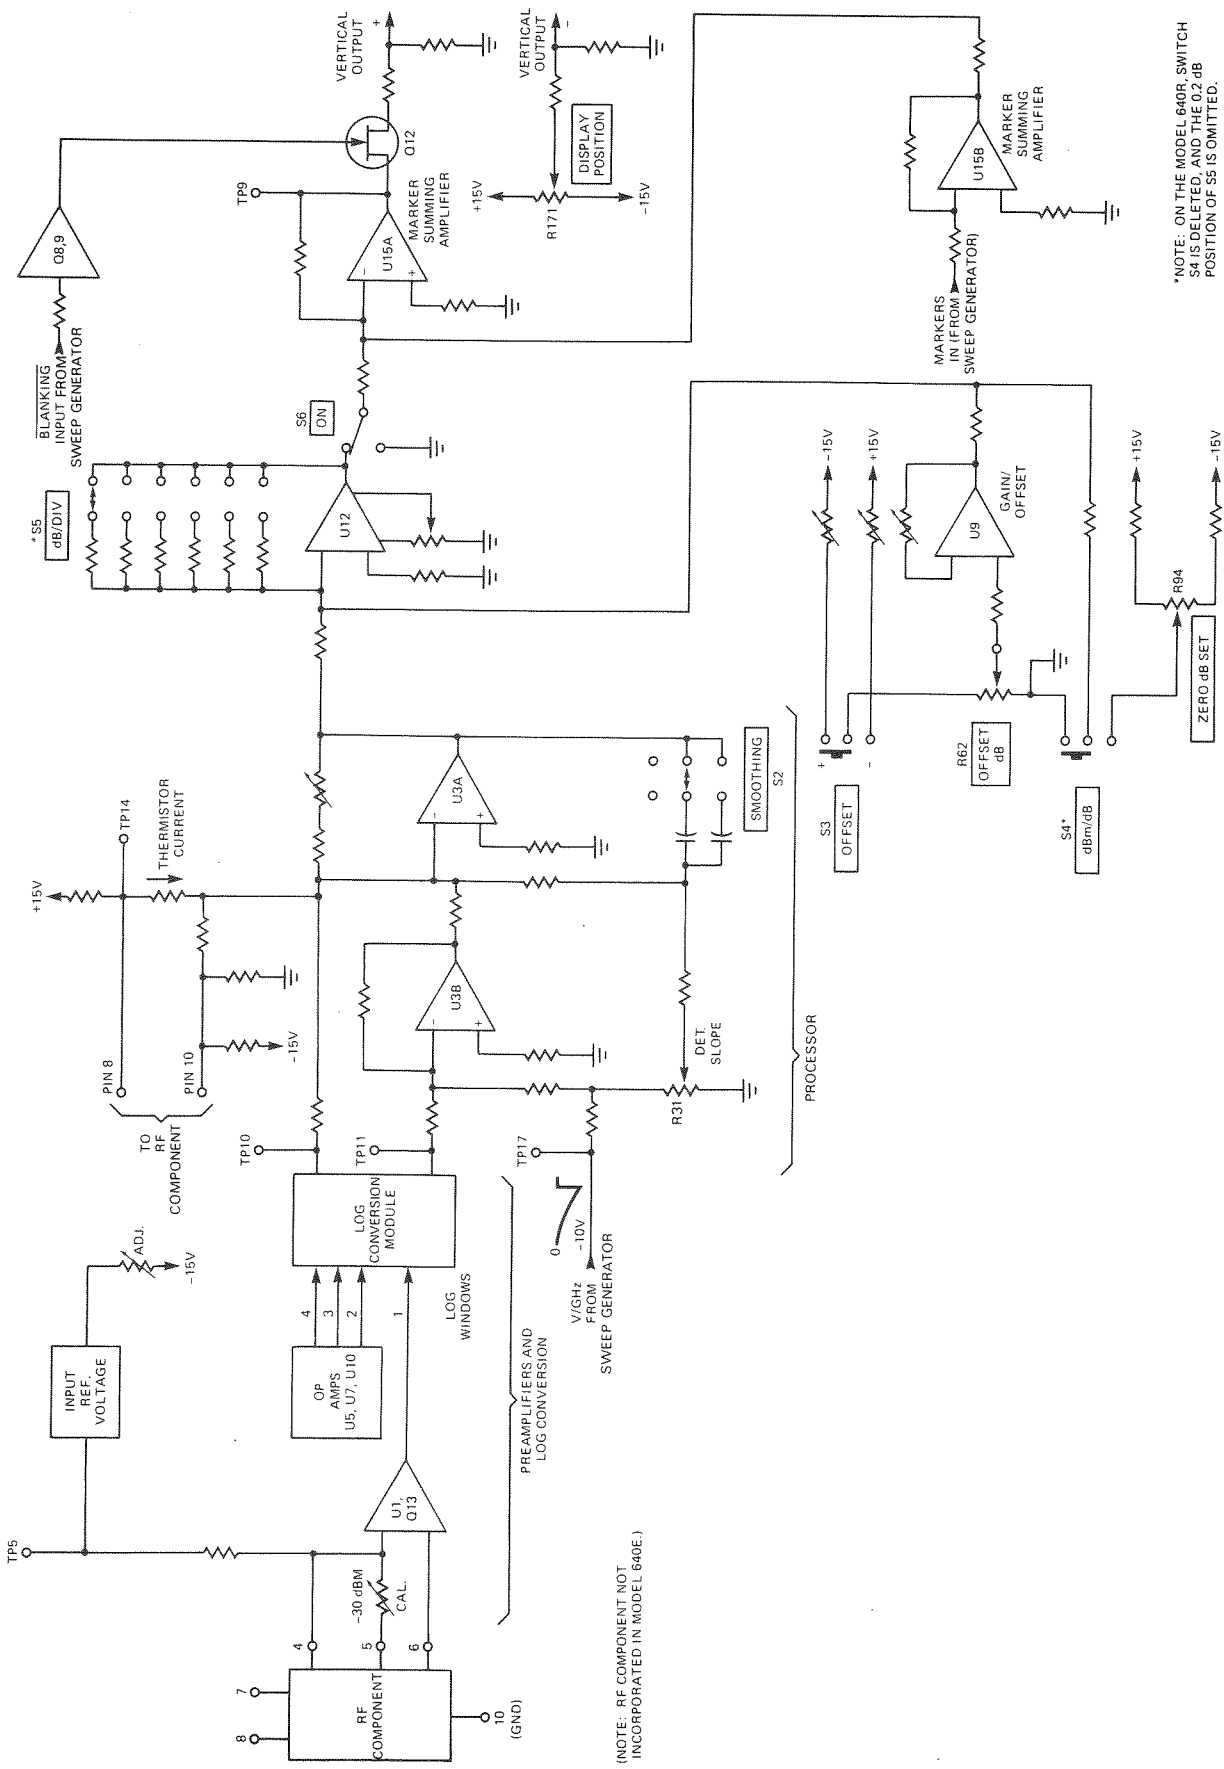 BLANKING
INPUT FROM
SWEEP GENERATOR
Q8,9
VERTICAL
OUTPUT
+
VERTICAL
OUTPUT
−
Q12
TP9
+15V
R171
−15V
DISPLAY
POSITION
U15A
−
+
MARKER
SUMMING
AMPLIFIER
U15B
MARKER
SUMMING
AMPLIFIER
MARKERS
IN (FROM
SWEEP GENERATOR)
*NOTE: ON THE MODEL 640R, SWITCH
S4 IS DELETED, AND THE 0.2 dB
POSITION OF S5 IS OMITTED.
*S5
dB/DIV
S6
ON
U12
−15V
+15V
U9
GAIN/
OFFSET
+15V
−15V
R94
ZERO dB SET
R62
OFFSET
dB
+
−
S3
OFFSET
S4*
dBm/dB
+15V
TP14
THERMISTOR
CURRENT
PIN 8
PIN 10
−15V
TO
RF
COMPONENT
U3A
−
+
SMOOTHING
S2
U3B
−
+
DET.
SLOPE
R31
PROCESSOR
TP10
TP11
TP17
LOG
CONVERSION
MODULE
0
−10V
V/GHz
FROM
SWEEP GENERATOR
LOG
WINDOWS
4
3
2
1
OP
AMPS
U5, U7, U10
PREAMPLIFIERS AND
LOG CONVERSION
INPUT
REF.
VOLTAGE
ADJ.
−15V
TP5
U1,
Q13
−30 dBM
CAL.
4
5
6
7
8
RF
COMPONENT
10
(GND)
(NOTE: RF COMPONENT NOT
INCORPORATED IN MODEL 640E.)